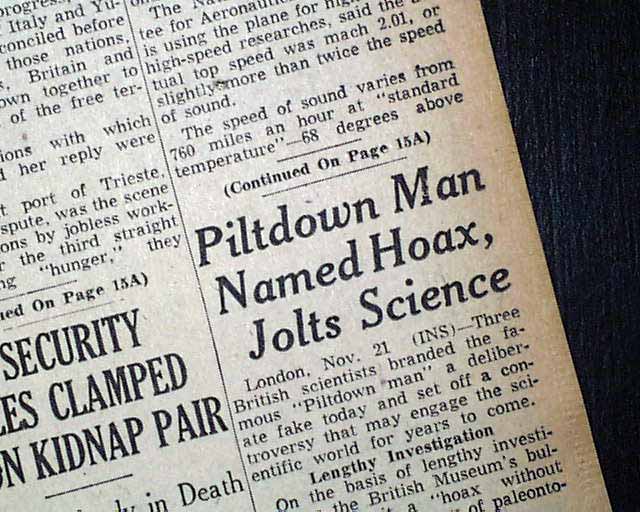 progress,
Italy and Yu-
conciled before
those nations,
Britain and
own together to
of the free ter-
ions with which
d her reply were
t port of Trieste,
spute, was the scene
ons by jobless work-
r the third straight
"hunger," they
ed On Page 15A)
SECURITY
ES CLAMPED
ON KIDNAP PAIR
in Death
The
tee for Aeronau
is using the plane for
high-speed researches, said the
tual top speed was mach 2.01, or
slightly more than twice the speed
of sound.
The speed of sound varies from
760 miles an hour at "standard
temperature"—68 degrees above
(Continued On Page 15A)
Piltdown Man
Named Hoax,
Jolts Science
London, Nov. 21 (INS)—Three
British scientists branded the fa-
mous "Piltdown man" a deliber-
ate fake today and set off a con-
troversy that may engage the sci-
entific world for years to come.
Lengthy Investigation
On the basis of lengthy investi-
the British Museum's bul-
a "hoax without
of paleonto-